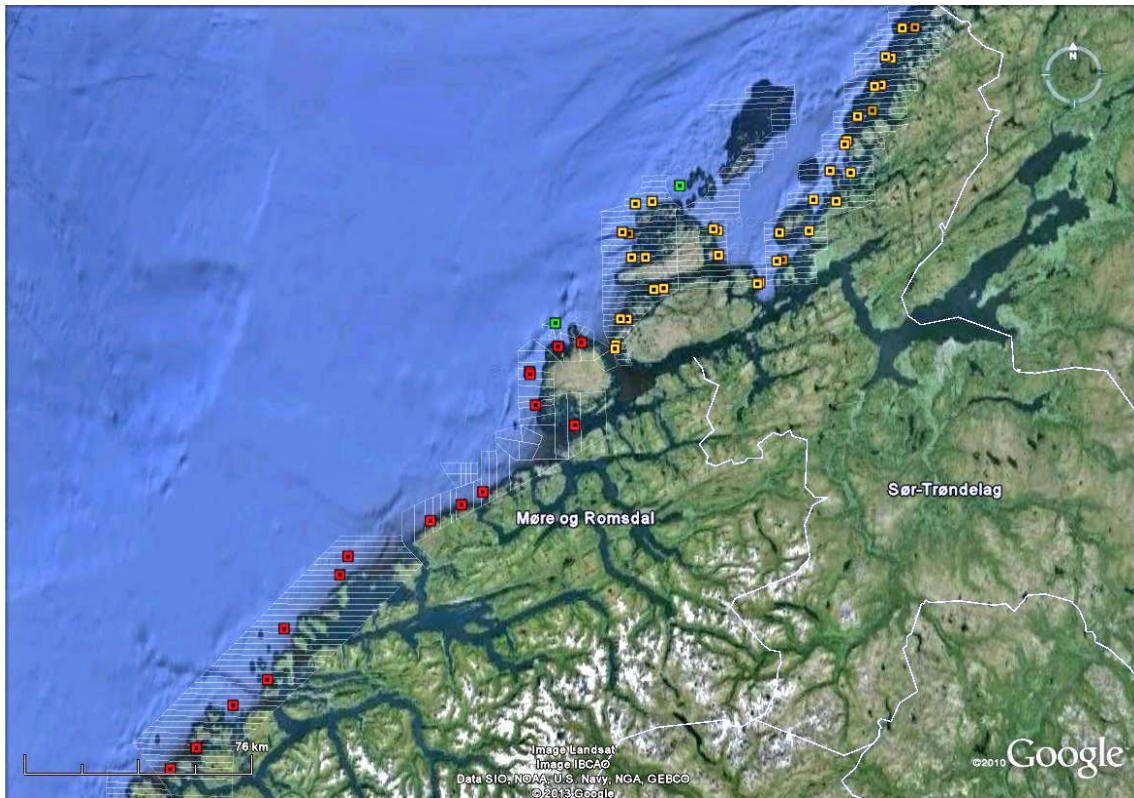 N
Sør-Trøndelag
Møre og Romsdal
76 km
Image Landsat
Image IBCAO
Data SIO, NOAA, U.S. Navy, NGA, GEBCO
© 2013 Google
©2010 Google